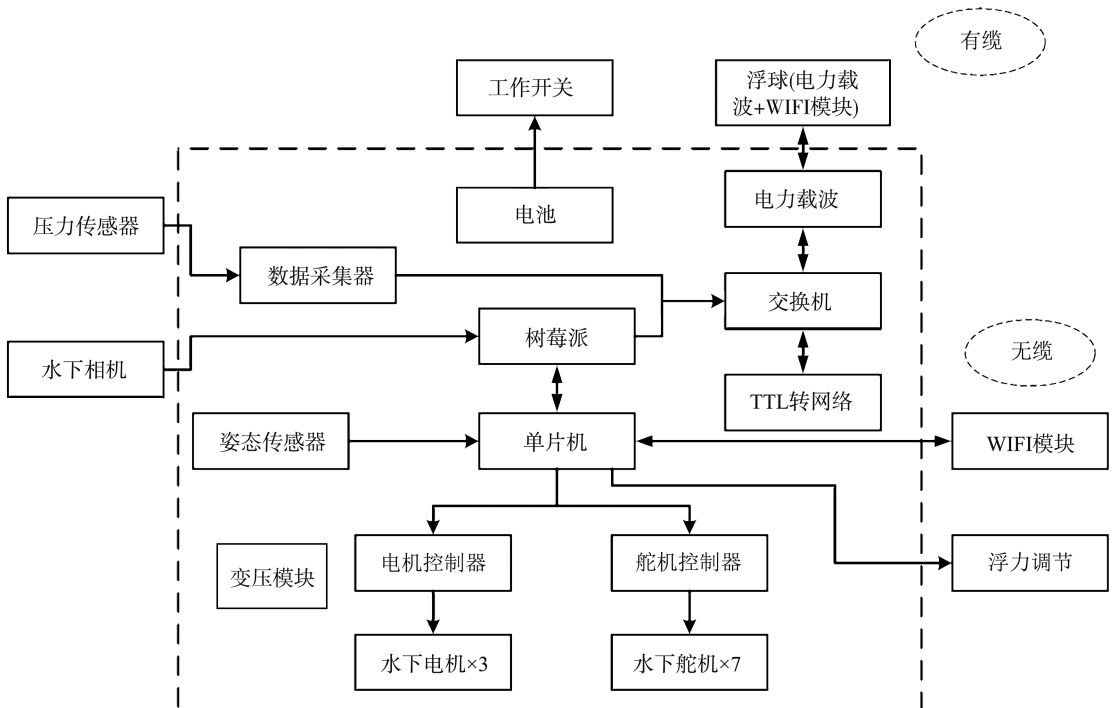 有缆
工作开关
浮球(电力载
波+WIFI模块)
电力载波
电池
压力传感器
数据采集器
交换机
树莓派
水下相机
无缆
TTL转网络
姿态传感器
单片机
WIFI模块
电机控制器
舵机控制器
浮力调节
变压模块
水下电机×3
水下舵机×7